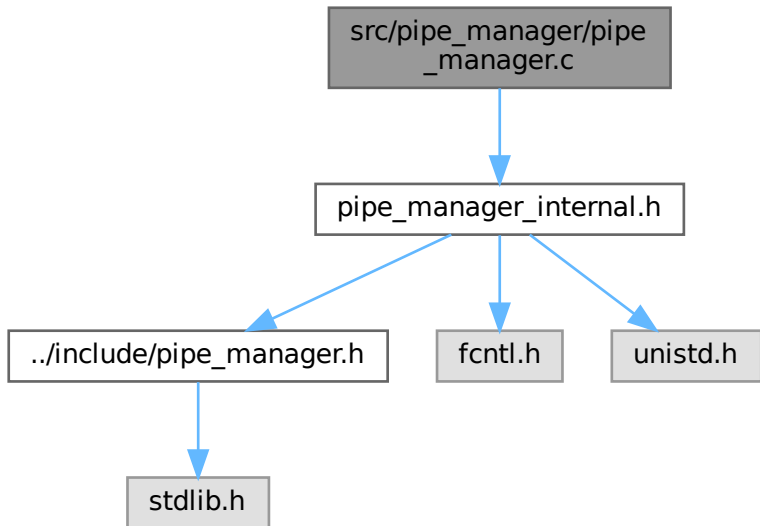 src/pipe_manager/pipe
_manager.c
pipe_manager_internal.h
../include/pipe_manager.h
fcntl.h
unistd.h
stdlib.h